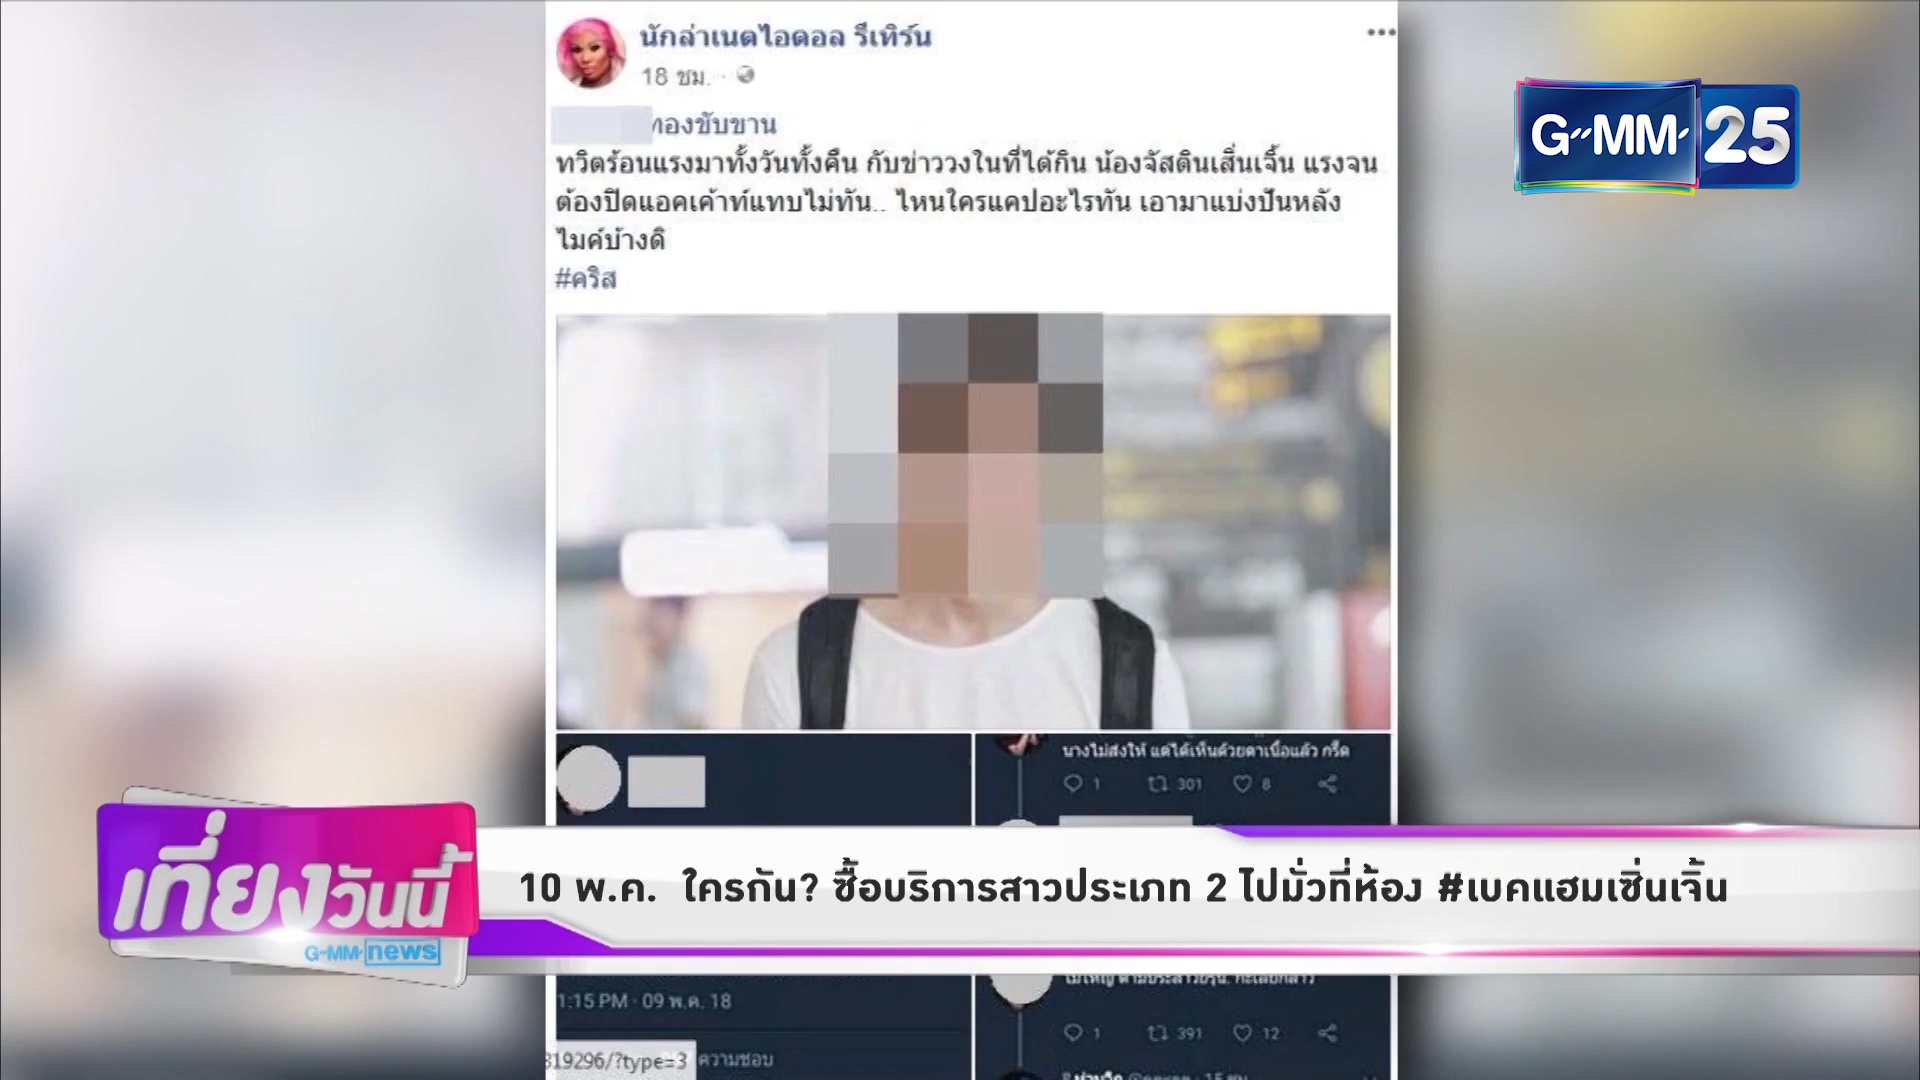 นักล่าเนตไอดอล รีเทิร์น
18 ชม.
ทองขับขาน
ทวิตร้อนแรงมาทั้งวันทั้งคืน กับข่าววงในที่ได้กิน น้องจัสตินเสิ่นเจิ้น แรงจน
ต้องปิดแอคเค้าท์แทบไม่ทัน.. ไหนใครแคปอะไรทัน เอามาแบ่งปันหลัง
ไมค์บ้างดิ
#คริส
G-MM 25
นางไม่ส่งให้ แต่ได้เห็นด้วยตาเนื้อแล้ว กรี๊ด
1 301 8
เที่ยงวันนี้
G-MM news
10 พ.ค. ใครกัน? ซื้อบริการสาวประเภท 2 ไปมั่วที่ห้อง #เบคแฮมเซิ่นเจิ้น
1:15 PM · 09 พ.ค. 18
1 391 12
319296/?type=3 ความชอบ